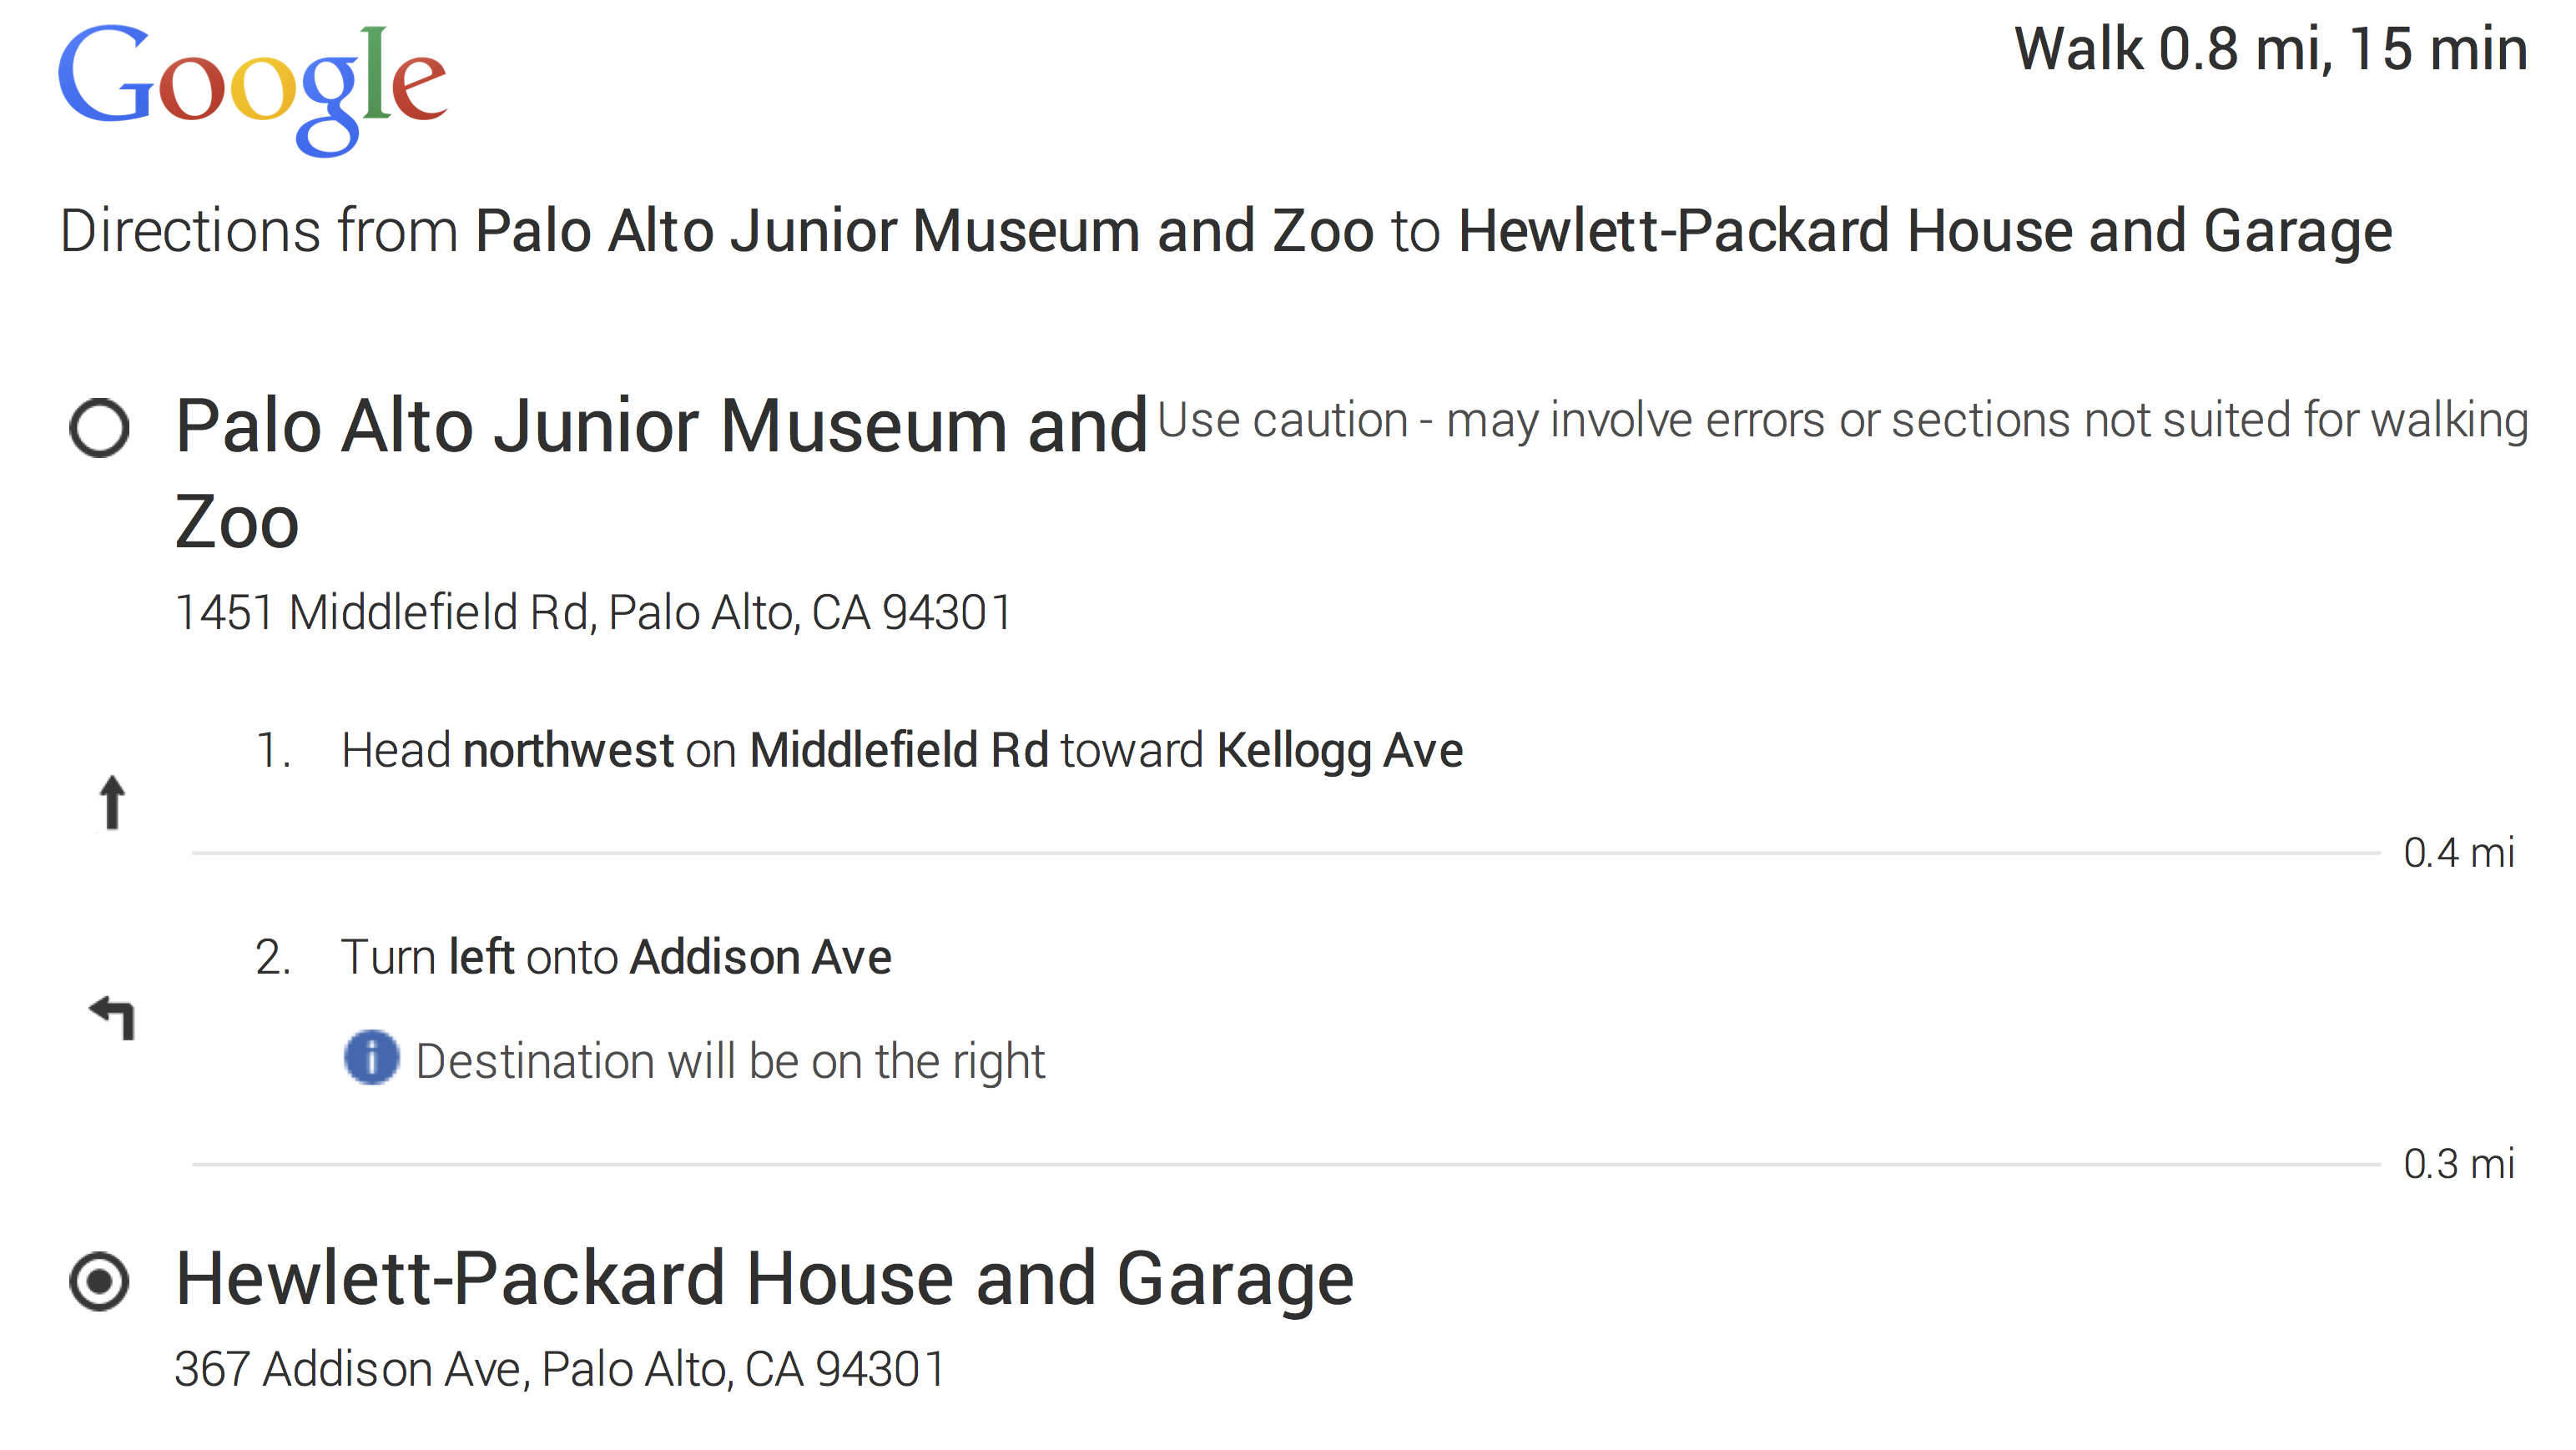 Google
Walk 0.8 mi, 15 min
Directions from Palo Alto Junior Museum and Zoo to Hewlett-Packard House and Garage
Palo Alto Junior Museum and
Zoo
Use caution - may involve errors or sections not suited for walking
1451 Middlefield Rd, Palo Alto, CA 94301
1. Head northwest on Middlefield Rd toward Kellogg Ave
0.4 mi
2. Turn left onto Addison Ave
i Destination will be on the right
0.3 mi
Hewlett-Packard House and Garage
367 Addison Ave, Palo Alto, CA 94301